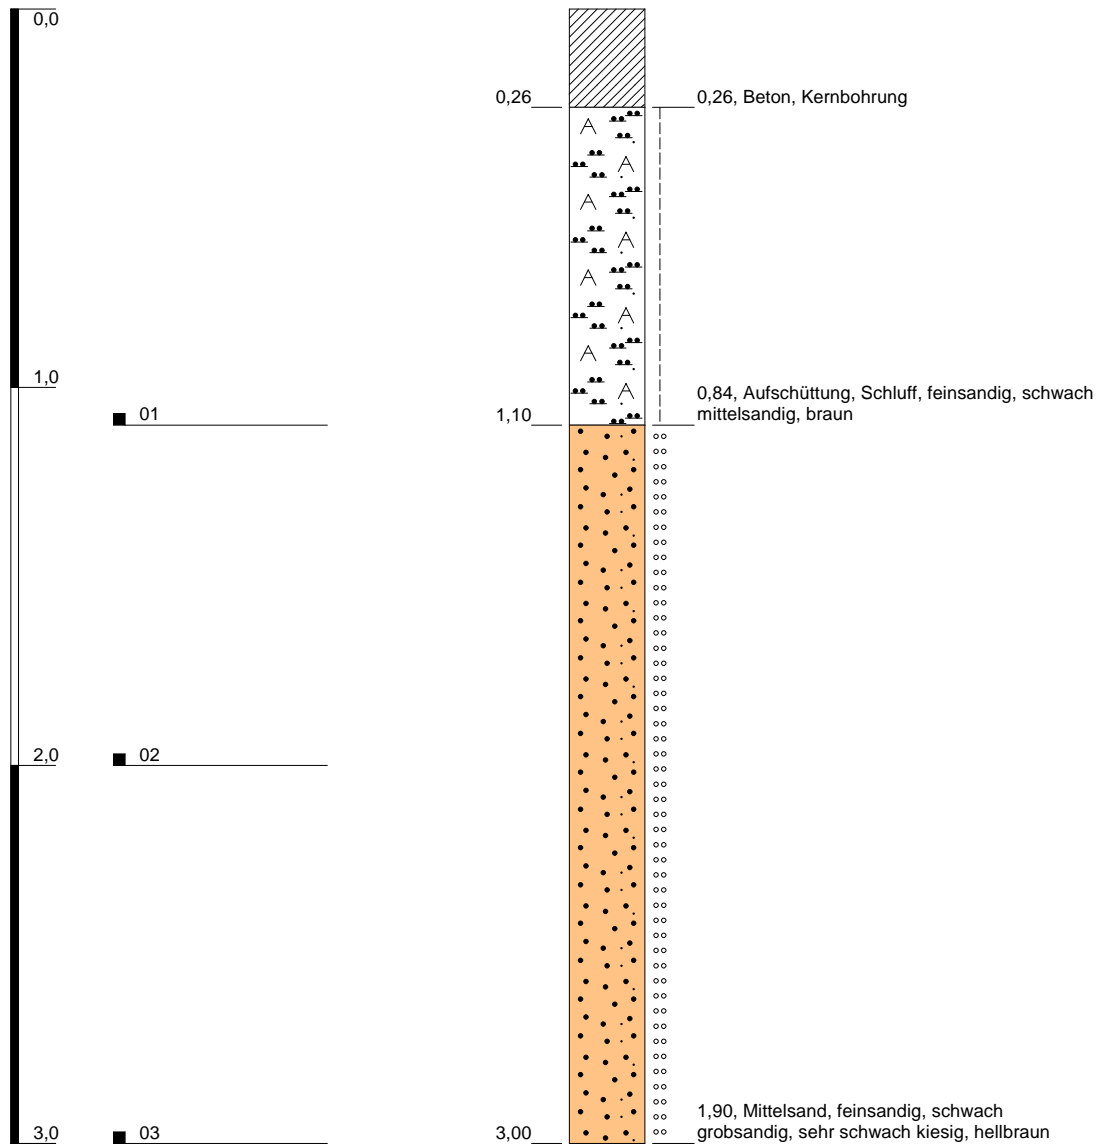 0,0
0,26
0,26, Beton, Kernbohrung
1,0
01
1,10
0,84, Aufschüttung, Schluff, feinsandig, schwach
mittelsandig, braun
2,0
02
3,0
03
3,00
1,90, Mittelsand, feinsandig, schwach
grobsandig, sehr schwach kiesig, hellbraun